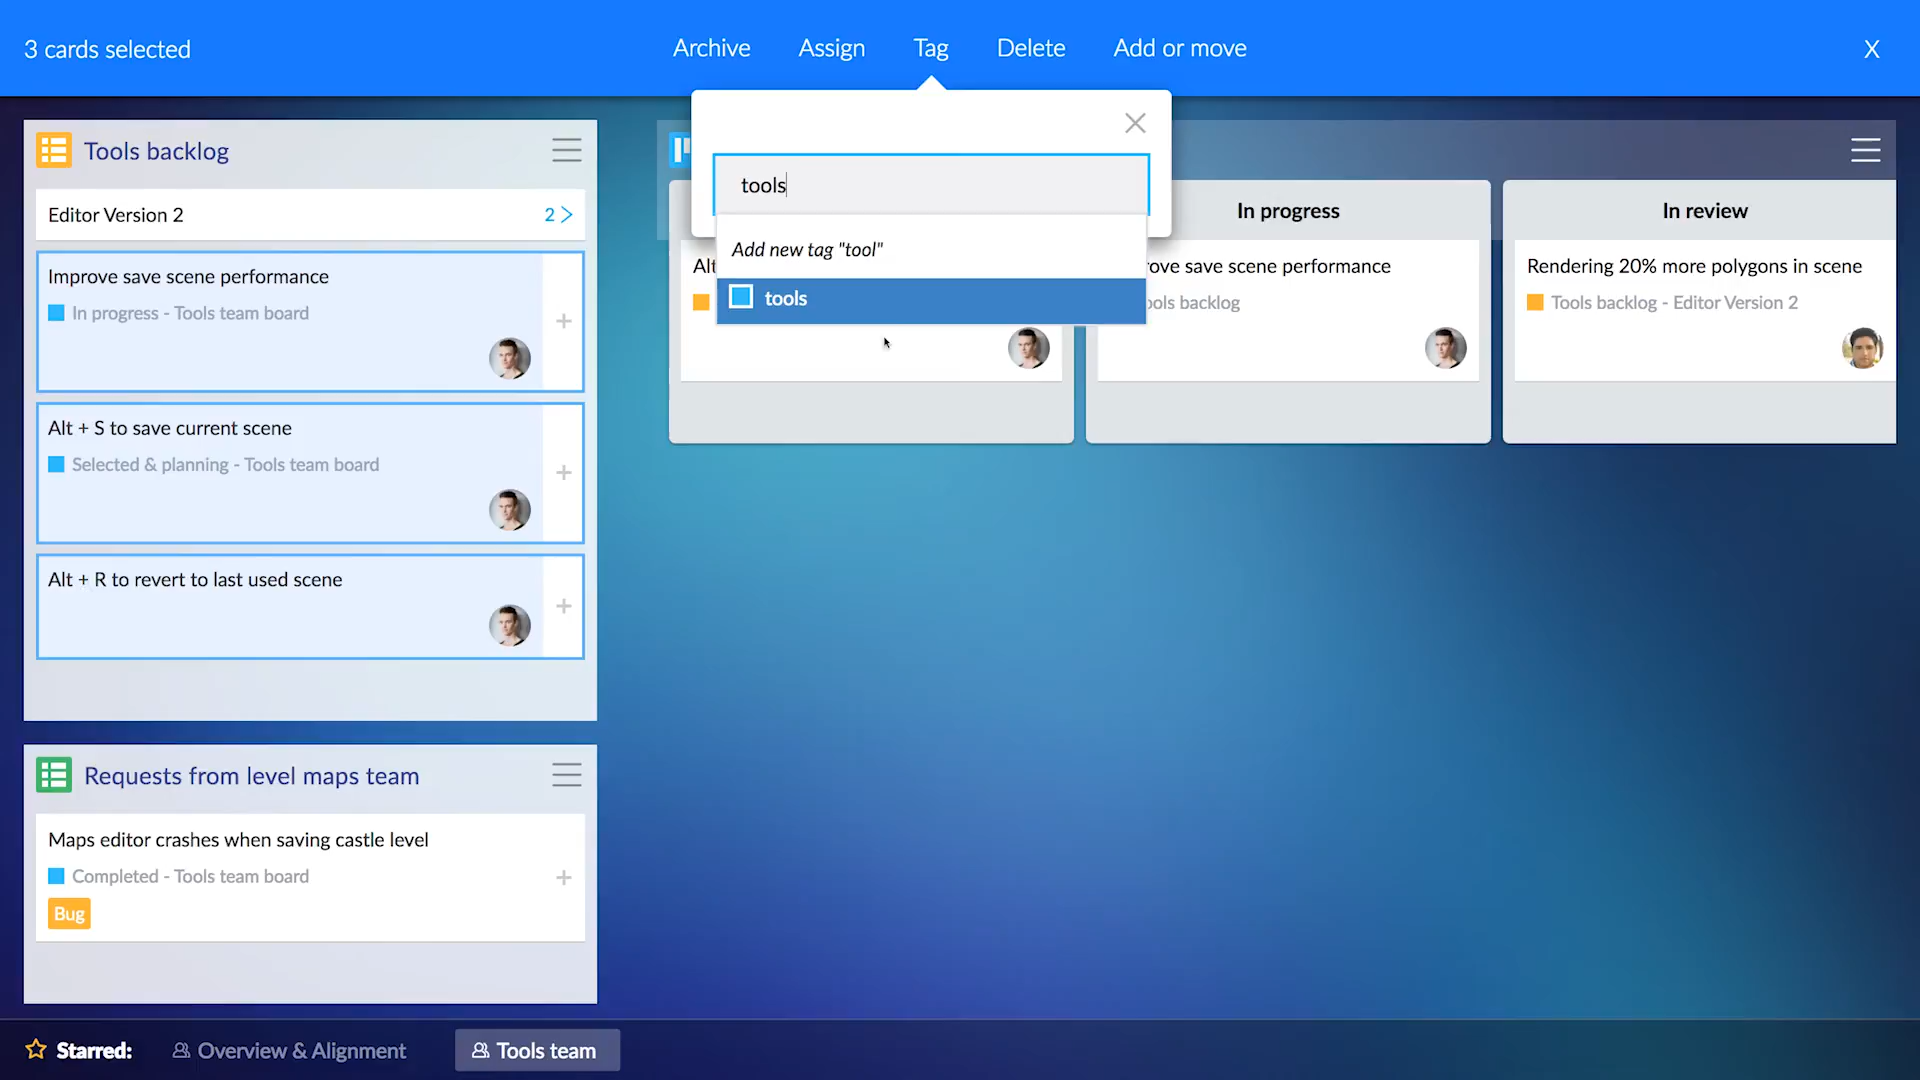 3 cards selected
Archive
Assign
Tag
Delete
Add or move
X
Tools backlog
Editor Version 2
2
Improve save scene performance
In progress - Tools team board
Alt + S to save current scene
Selected & planning - Tools team board
Alt + R to revert to last used scene
Requests from level maps team
Maps editor crashes when saving castle level
Completed - Tools team board
Bug
tools
Add new tag "tool"
tools
Alt
In progress
ove save scene performance
ools backlog
In review
Rendering 20% more polygons in scene
Tools backlog - Editor Version 2
Starred:
Overview & Alignment
Tools team